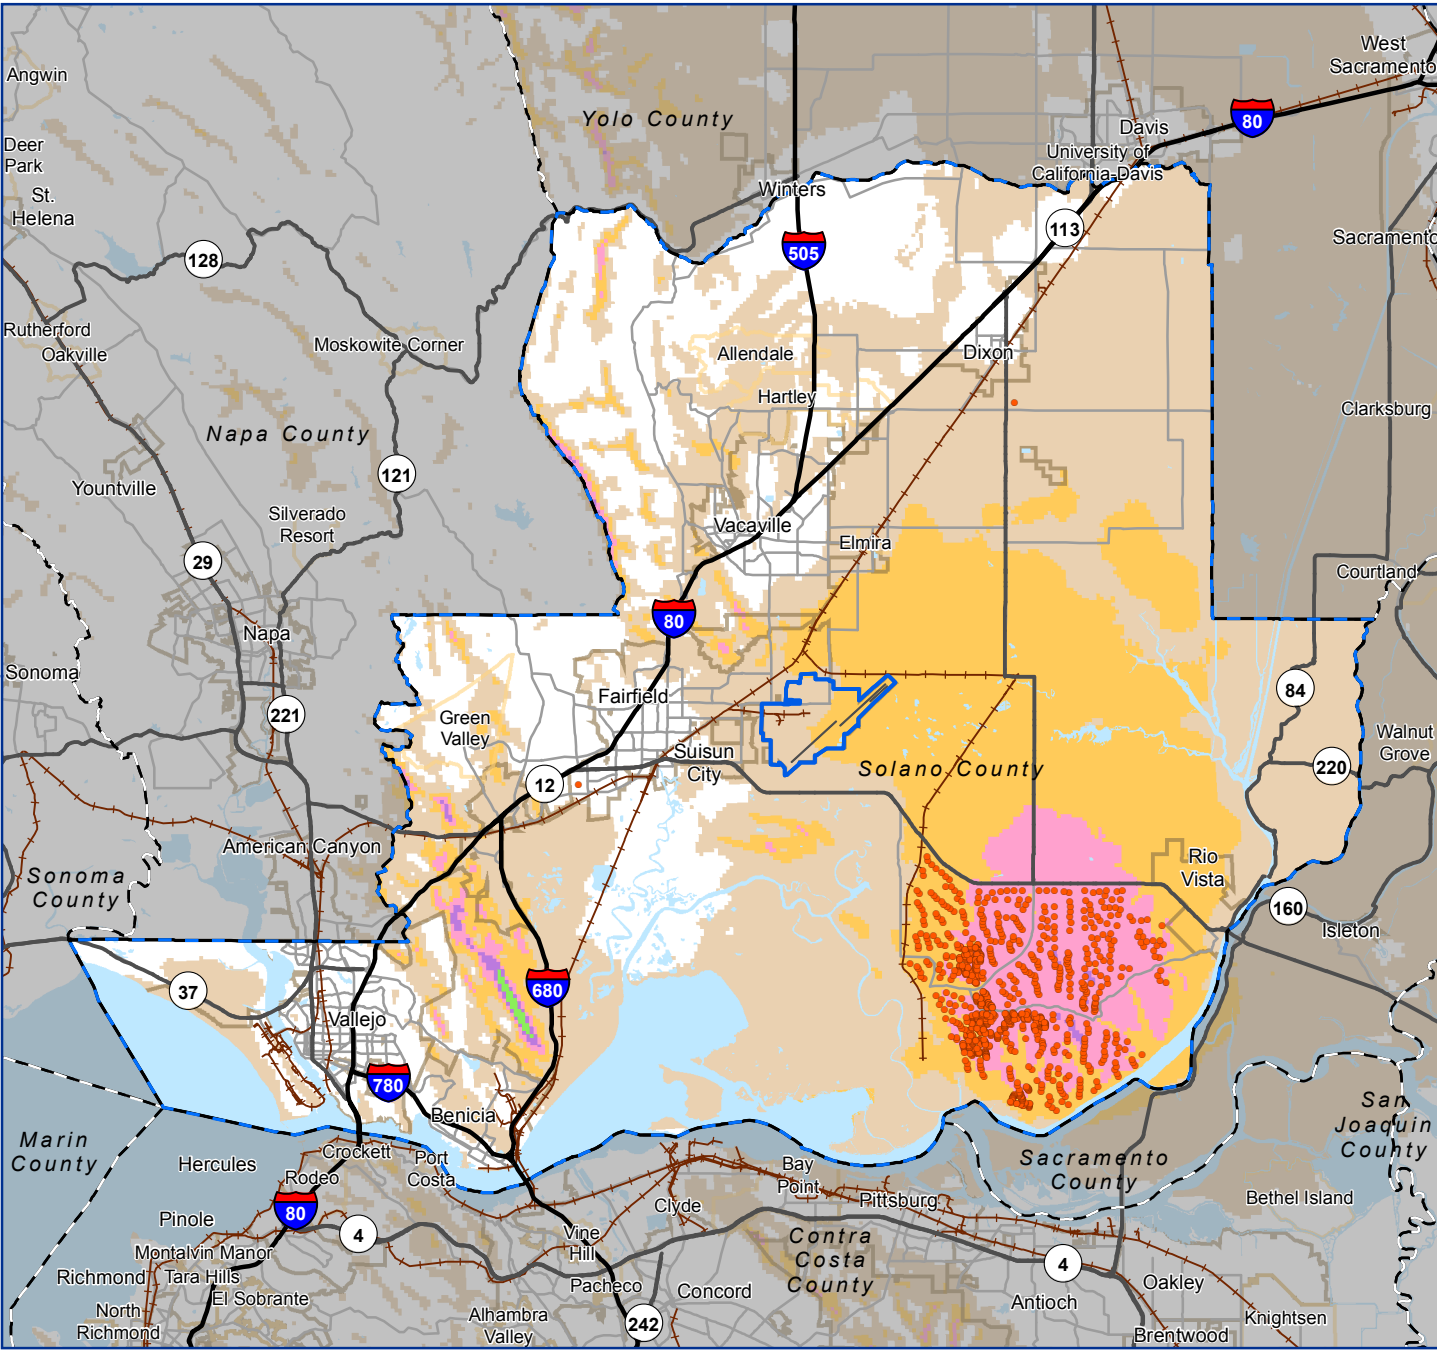 West
Sacramento
Angwin
80
Yolo County
Davis
University of
California-Davis
Deer
Park
St.
Helena
Winters
113
505
128
Sacramento
Rutherford
Oakville
Moskowite Corner
Allendale
Dixon
Hartley
Clarksburg
Napa County
121
Yountville
Silverado
Resort
Vacaville
Elmira
29
Courtland
80
Napa
Sonoma
84
Fairfield
221
Green
Valley
Suisun
City
Walnut
Grove
Solano County
220
12
American Canyon
Rio
Vista
Sonoma
County
160
Isleton
37
680
Vallejo
780
Benicia
San
Joaquin
County
Marin
County
Hercules
Crockett
Port
Costa
Rodeo
Bay
Point
Sacramento
County
Pittsburg
Bethel Island
80
Clyde
Pinole
4
Vine
Hill
Contra
Costa
County
Montalvin Manor
Richmond
Tara Hills
El Sobrante
4
Pacheco
Concord
Oakley
Antioch
North
Richmond
Alhambra
Valley
242
Knightsen
Brentwood